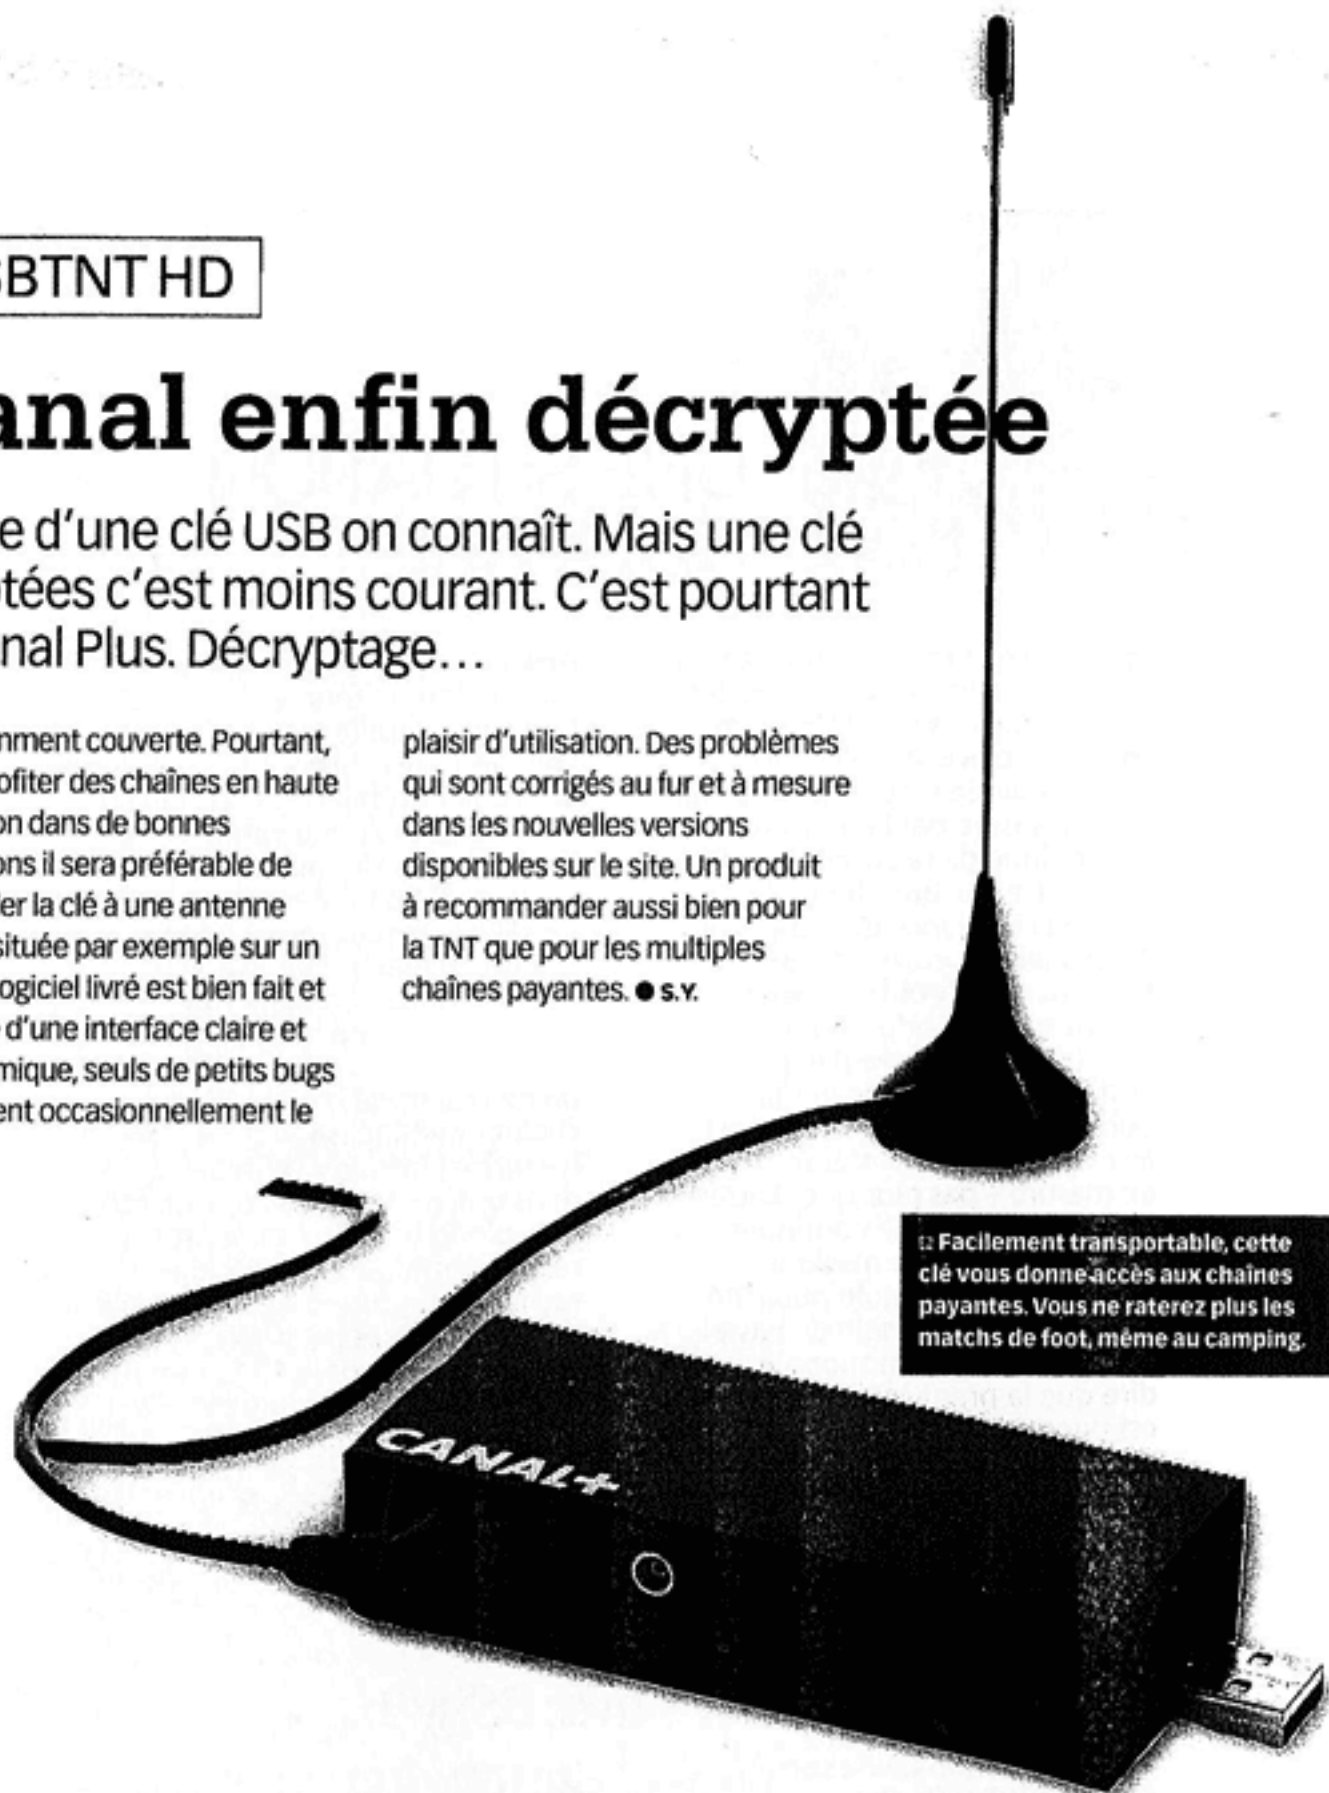 SBTNT HD
anal enfin décryptée
e d'une clé USB on connaît. Mais une clé
ptées c'est moins courant. C'est pourtant
nal Plus. Décryptage...
mment couverte. Pourtant,
ofiter des chaînes en haute
on dans de bonnes
ons il sera préférable de
er la clé à une antenne
située par exemple sur un
ogiciel livré est bien fait et
d'une interface claire et
mique, seuls de petits bugs
ent occasionnellement le
plaisir d'utilisation. Des problèmes
qui sont corrigés au fur et à mesure
dans les nouvelles versions
disponibles sur le site. Un produit
à recommander aussi bien pour
la TNT que pour les multiples
chaînes payantes. ● S.Y.
Facilement transportable, cette
clé vous donne accès aux chaînes
payantes. Vous ne raterez plus les
matchs de foot, même au camping.
CANAL+